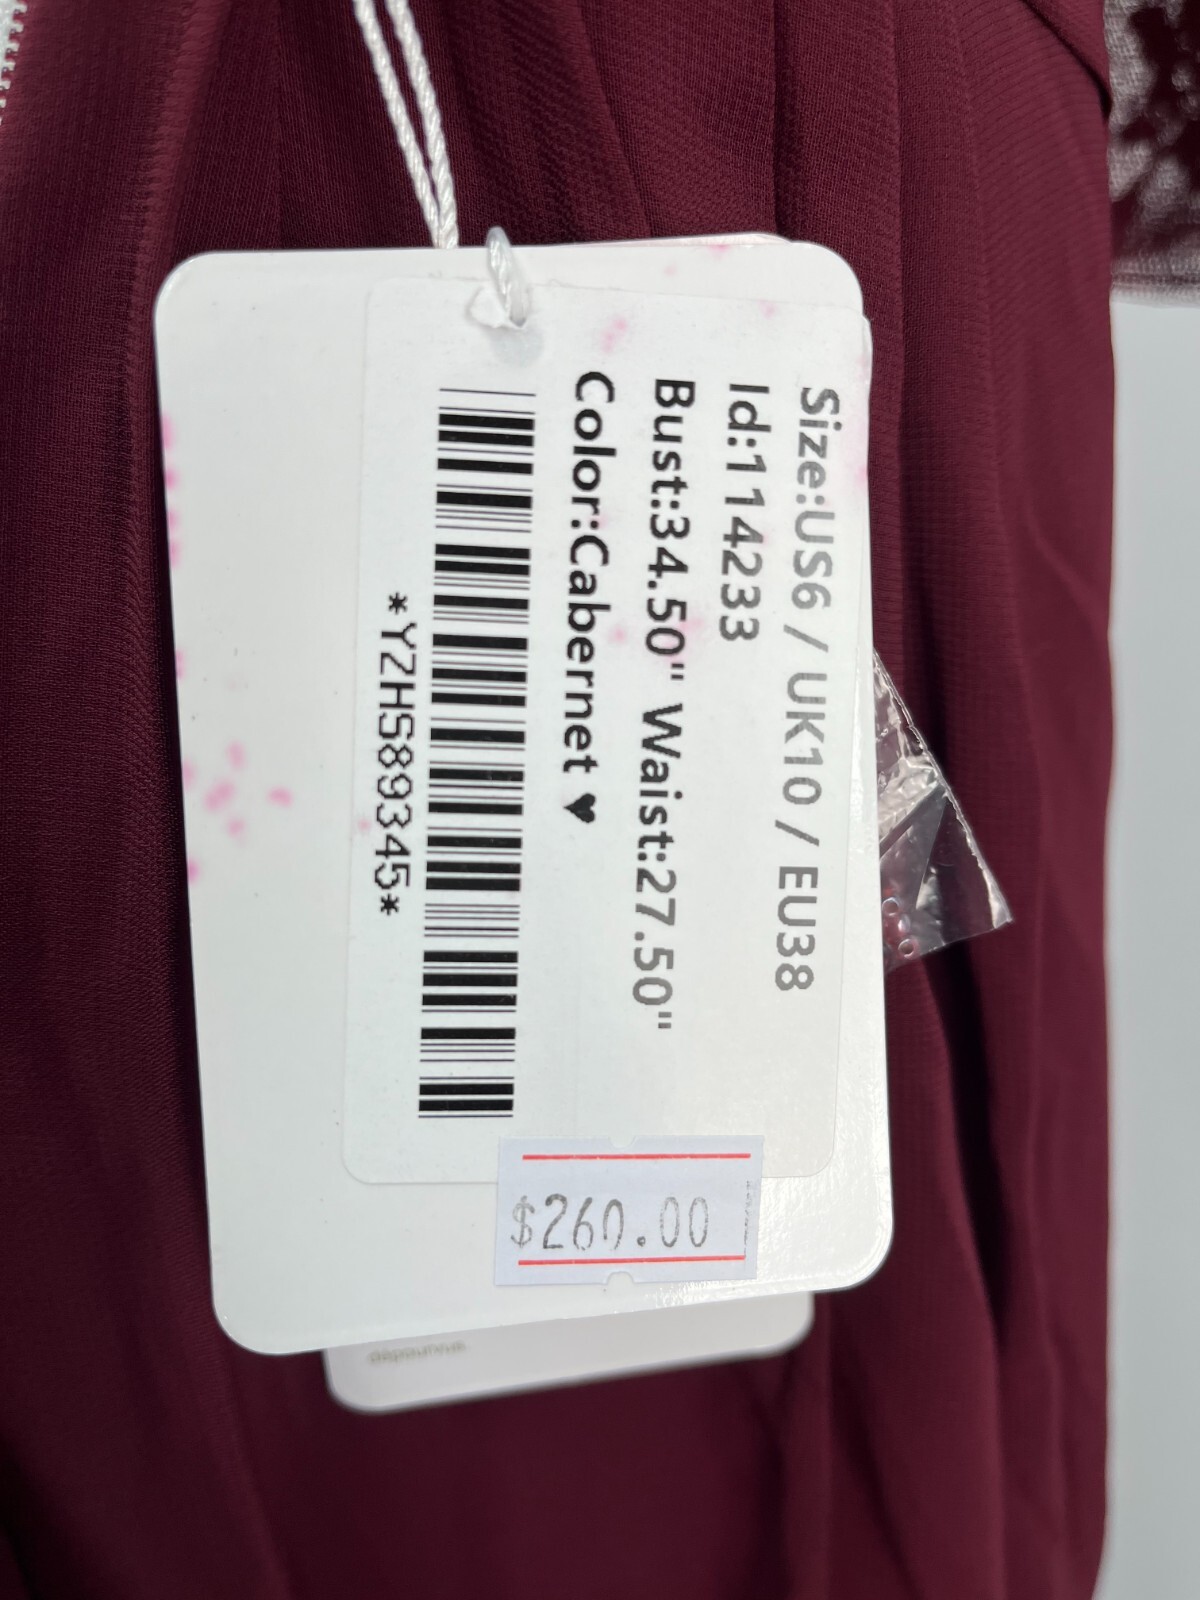 Size:US6 / UK10 / EU38
Id:114233
Bust:34.50" Waist:27.50"
Color:Cabernet ♥
*YZHS89345*
$260.00